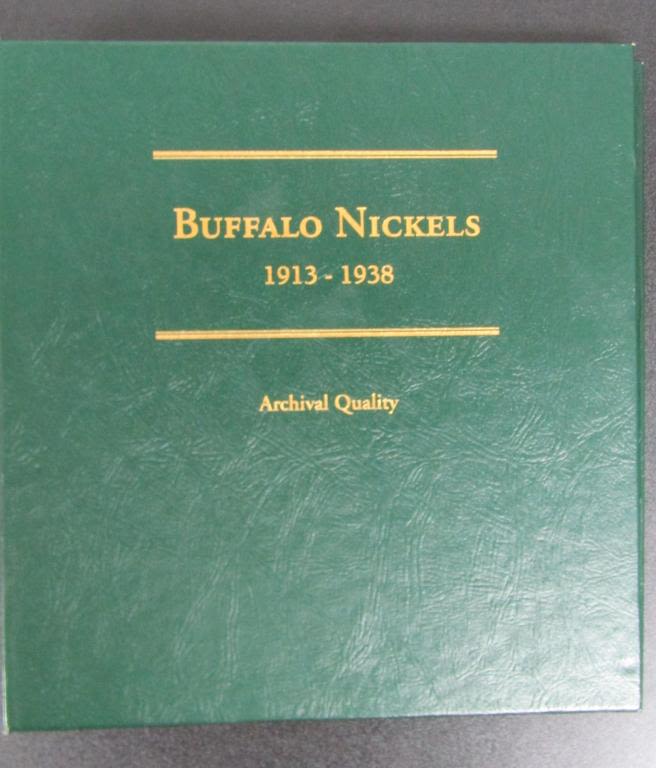 Buffalo Nickels
1913 - 1938
Archival Quality